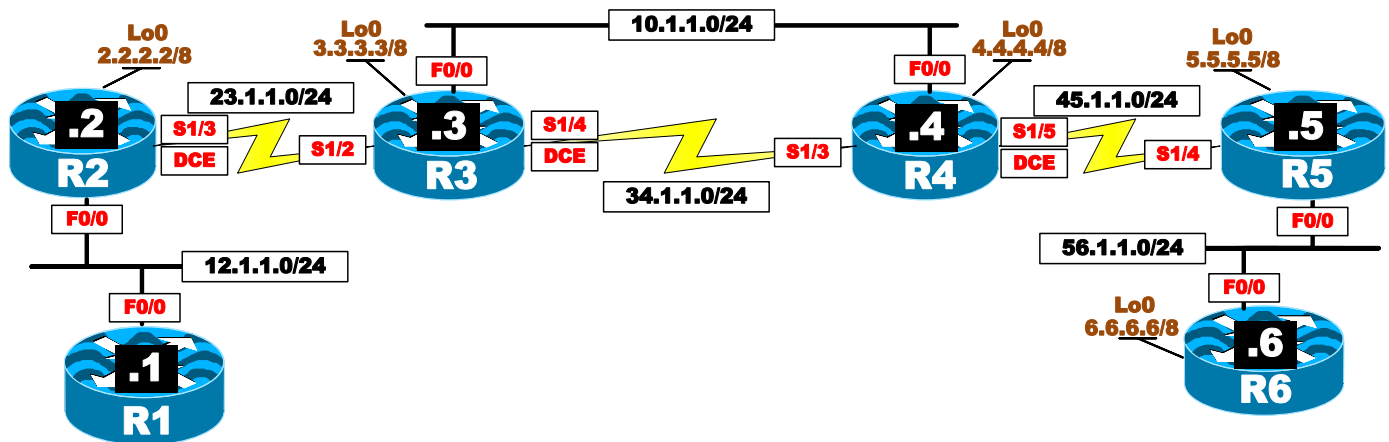 10.1.1.0/24
Lo0
2.2.2.2/8
Lo0
3.3.3.3/8
Lo0
4.4.4.4/8
Lo0
5.5.5.5/8
F0/0
F0/0
23.1.1.0/24
45.1.1.0/24
.2
R2
S1/3
DCE
S1/2
.3
R3
S1/4
DCE
S1/3
.4
R4
S1/5
DCE
S1/4
.5
R5
34.1.1.0/24
F0/0
F0/0
12.1.1.0/24
56.1.1.0/24
F0/0
F0/0
Lo0
6.6.6.6/8
.1
R1
.6
R6